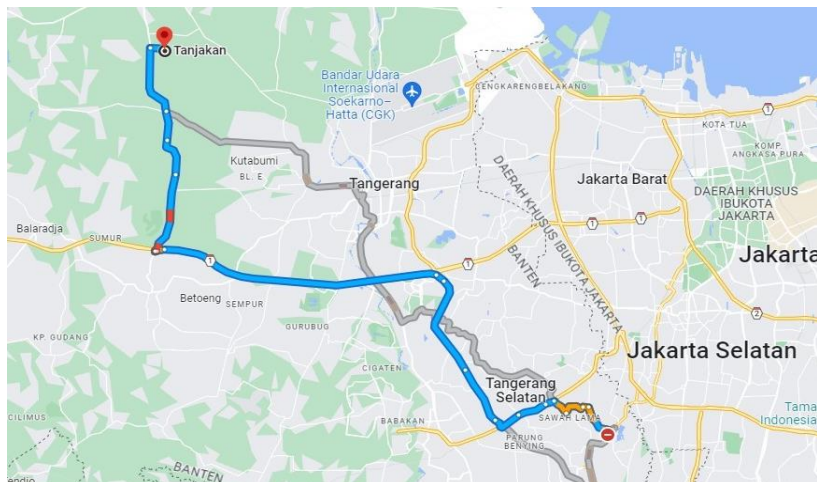 Tanjakan
Bandar Udara
Internasional
Soekarno-
Hatta (CGK)
CENGKARENGBELAKANG
1
KOTA TUA
KOMP
ANGKASA PURA
Kutabumi
BL. E
Tangerang
DAERAH KHUSUS IBUKOTA JAKARTA
BANTEN
Jakarta Barat
DAERAH KHUSUS
IBUKOTA
JAKARTA
Balaradja
SUMUR
1
1
1
Jakarta
Betoeng
SEMPUR
2
GURUBUG
KP. GUDANG
Jakarta Selatan
CIGATEN
Tangerang
Selatan
CILIMUS
BABAKAN
SAWAH LAMA
Tama
Indonesia
PARUNG
BENYING
BANTEN